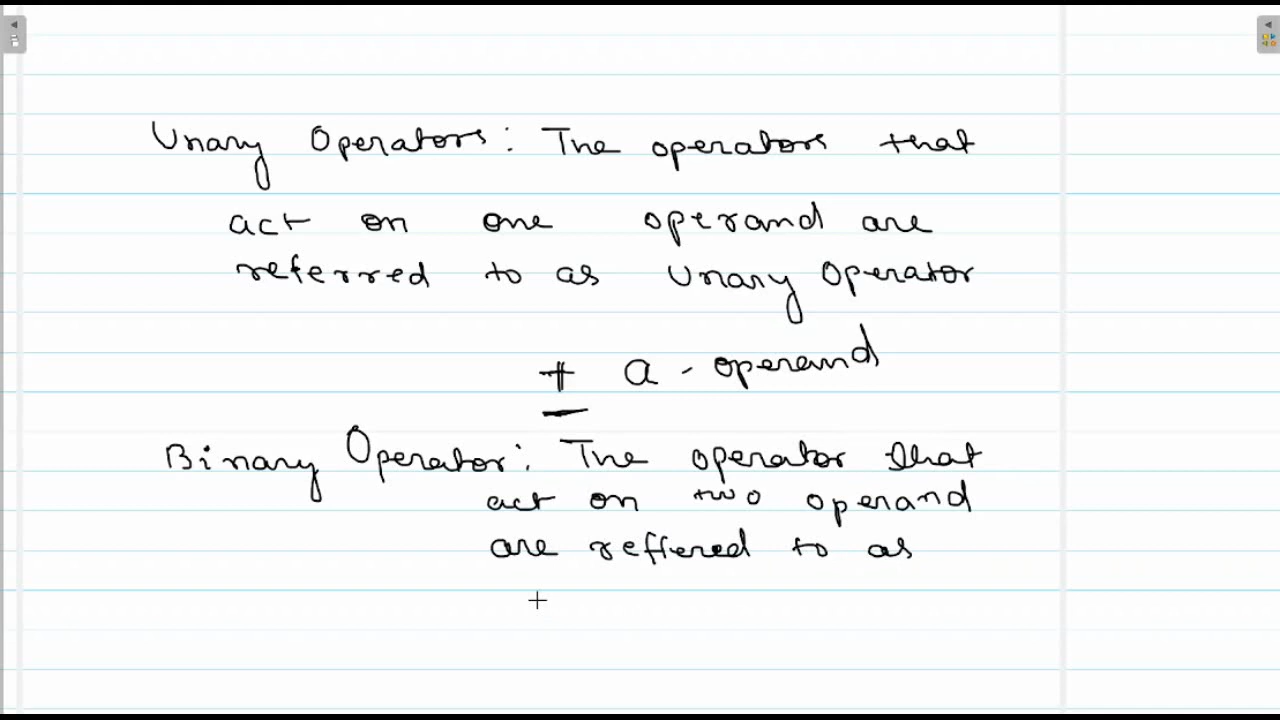 Unary Operators: The operators that
act on one operand are
referred to as Unary Operator
+ a - operand
Binary Operator: The operator that
act on two operand
are reffered to as